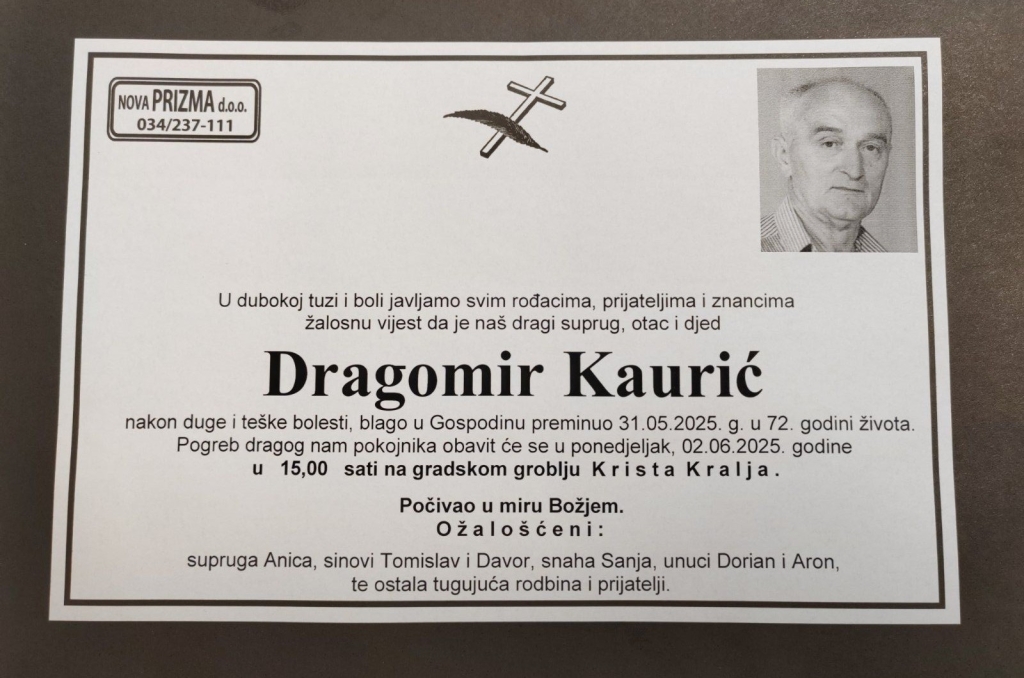 NOVA PRIZMA d.o.o.
034/237-111
U dubokoj tuzi i boli javljamo svim rođacima, prijateljima i znancima
žalosnu vijest da je naš dragi suprug, otac i djed
Dragomir Kaurić
nakon duge i teške bolesti, blago u Gospodinu preminuo 31.05.2025. g. u 72. godini života.
Pogreb dragog nam pokojnika obavit će se u ponedjeljak, 02.06.2025. godine
u 15,00 sati na gradskom groblju Krista Kralja.
Počivao u miru Božjem.
Ožalošćeni:
supruga Anica, sinovi Tomislav i Davor, snaha Sanja, unuci Dorian i Aron,
te ostala tugujuća rodbina i prijatelji.